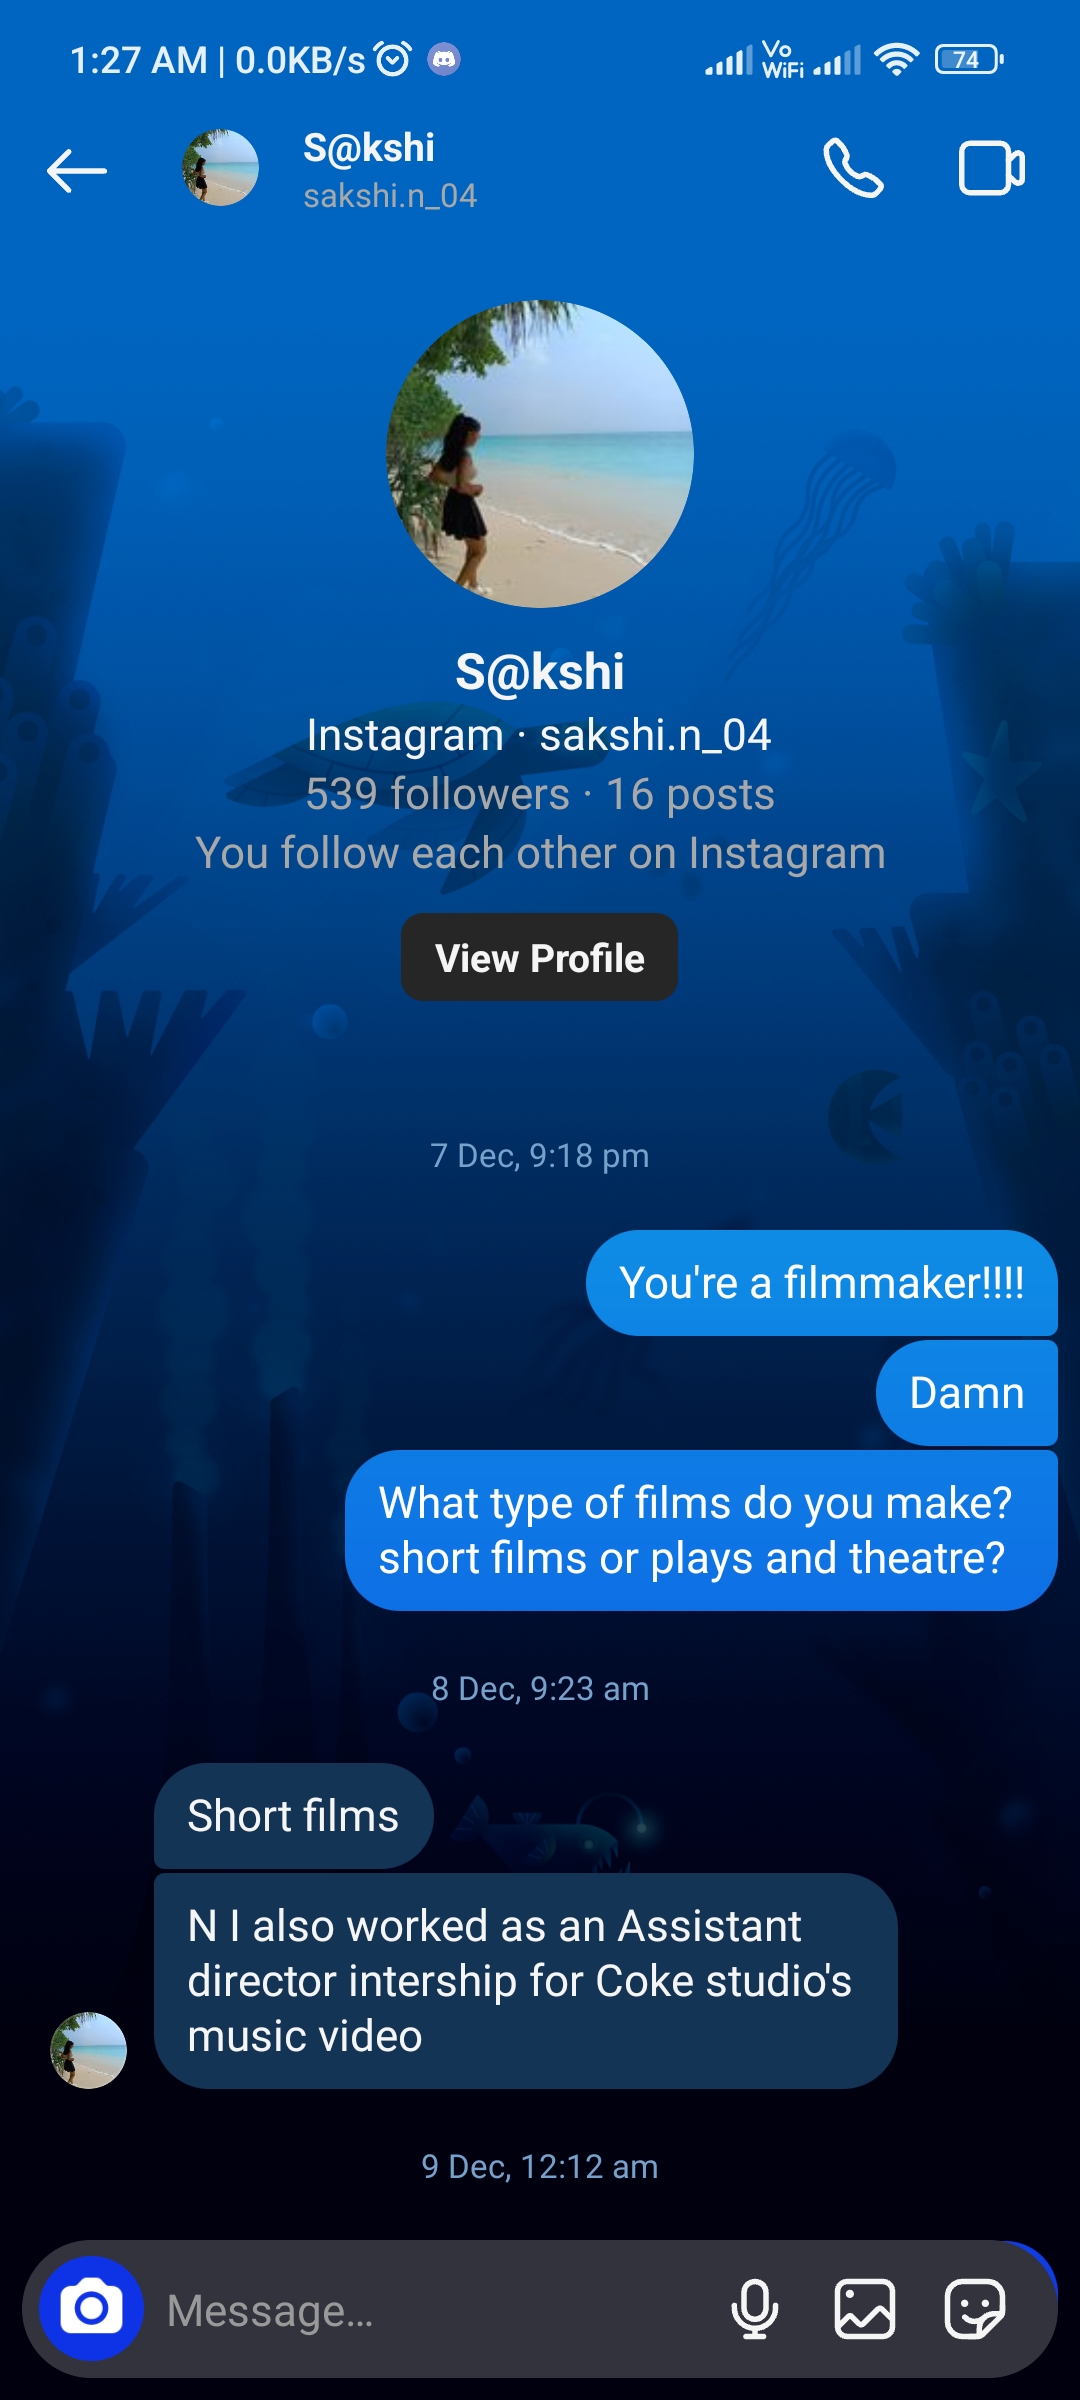 1:27 AM | 0.0KB/s
Vo
WiFi
74
S@kshi
sakshi.n_04
S@kshi
Instagram · sakshi.n_04
539 followers · 16 posts
You follow each other on Instagram
View Profile
7 Dec, 9:18 pm
You're a filmmaker!!!!
Damn
What type of films do you make?
short films or plays and theatre?
8 Dec, 9:23 am
Short films
N I also worked as an Assistant
director intership for Coke studio's
music video
9 Dec, 12:12 am
Message...